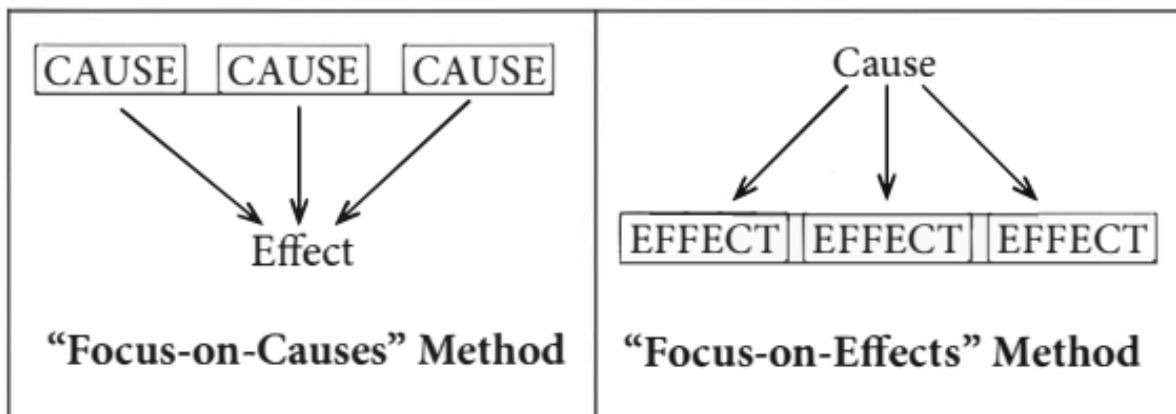 CAUSE CAUSE CAUSE
Effect
“Focus-on-Causes” Method
Cause
EFFECT EFFECT EFFECT
“Focus-on-Effects” Method